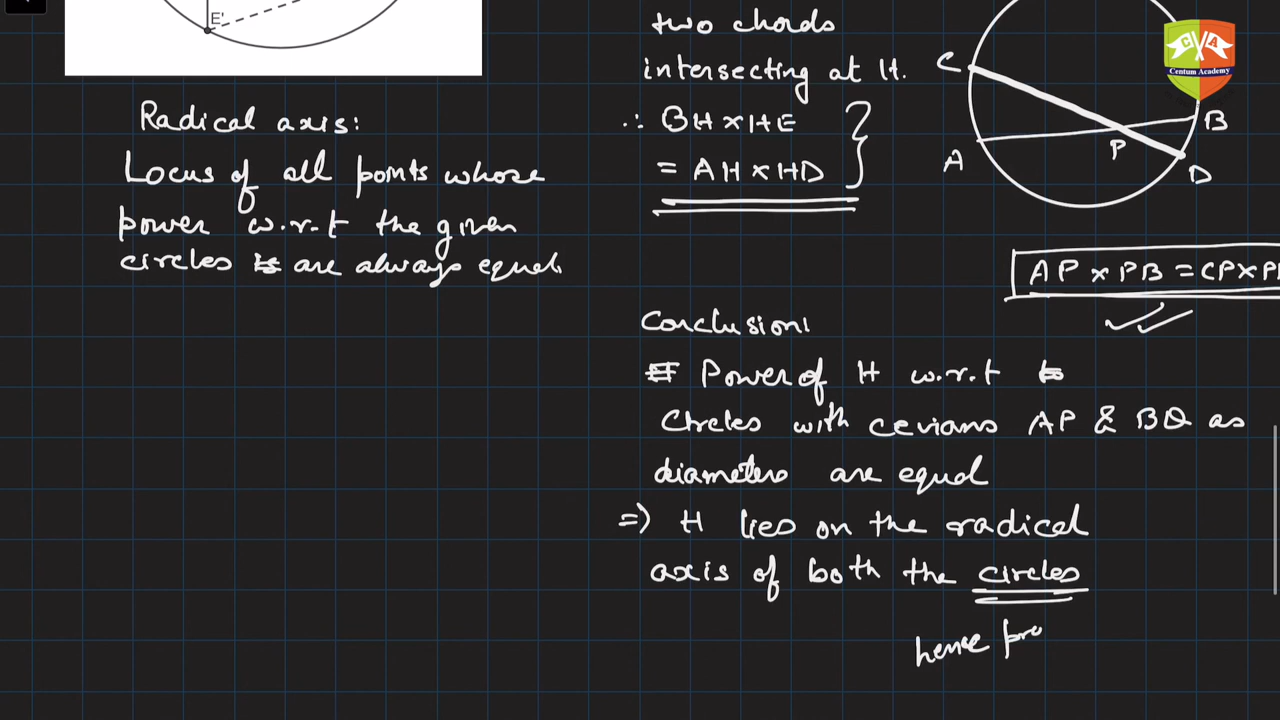 E'
Radical axis:
Locus of all points whose
power w.r.t the given
circles are always equal.
two chords
intersecting at H.
∴ BH × HE
= AH × HD
C
A
P
B
D
C A
Centum Academy
AP × PB = CP × P
Conclusion:
Power of H w.r.t
Circles with cevians AP & BQ as
diameters are equal
=) H lies on the radical
axis of both the circles
hence pro